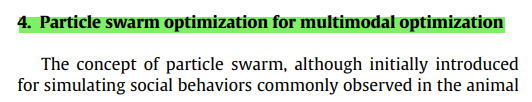 4. Particle swarm optimization for multimodal optimization
The concept of particle swarm, although initially introduced
for simulating social behaviors commonly observed in the animal